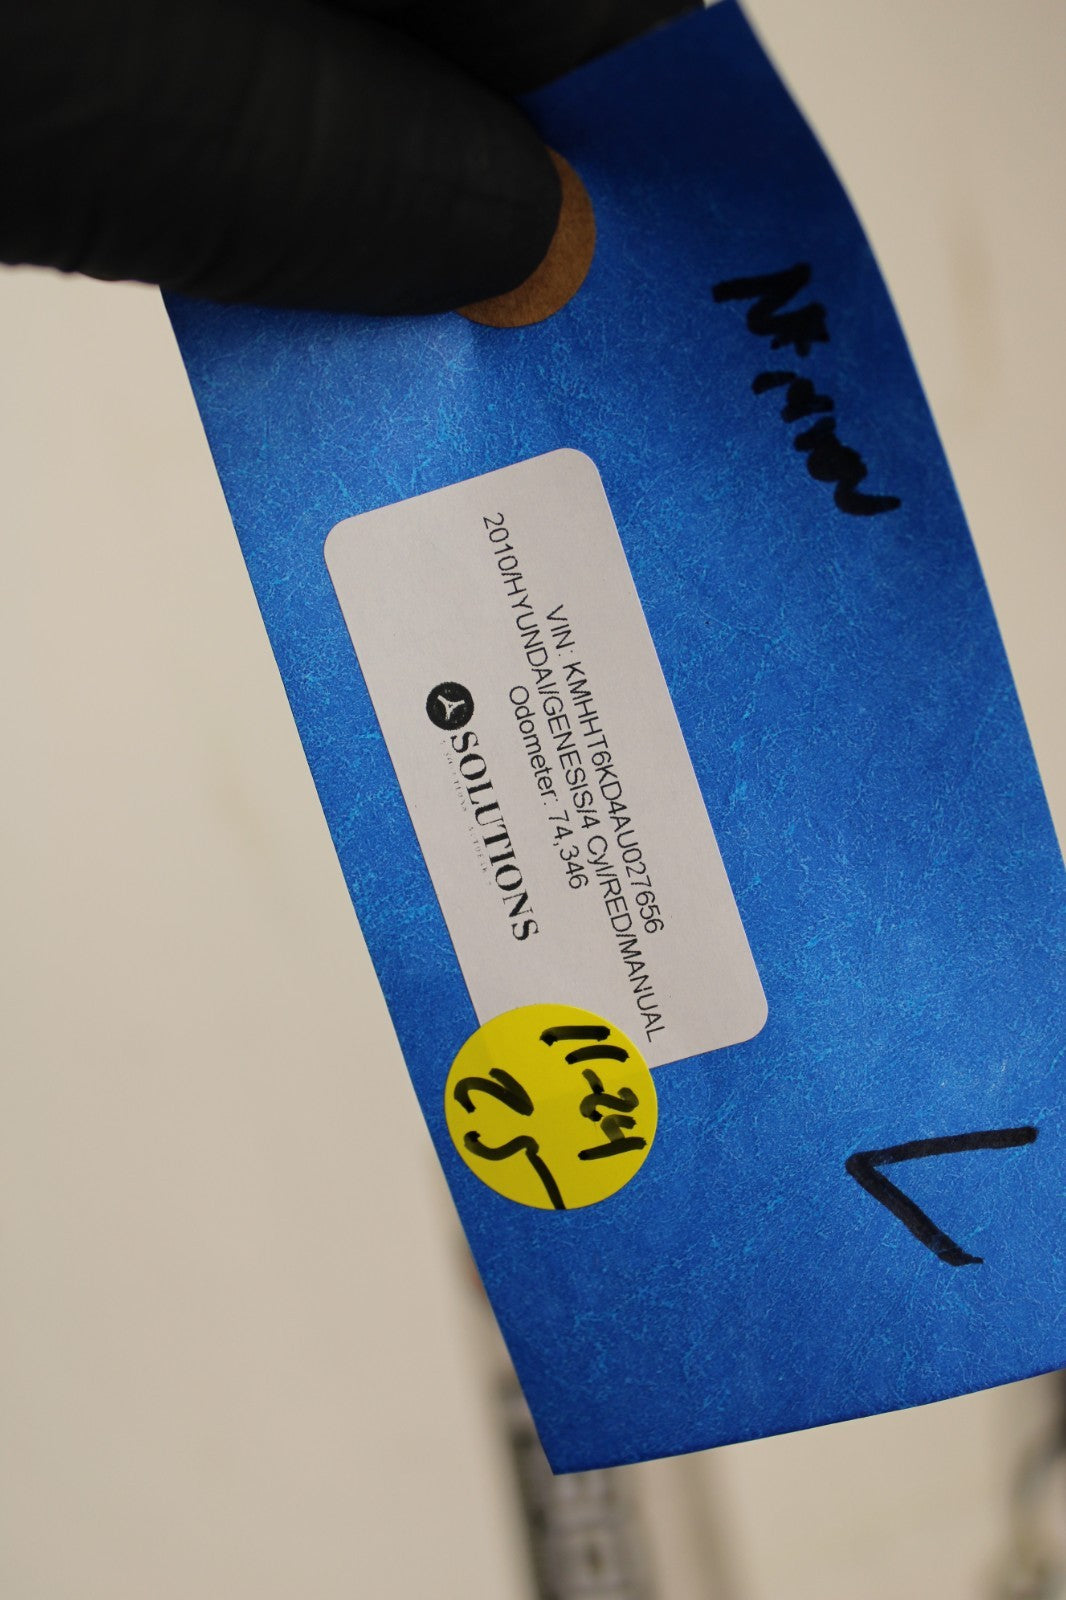 VIN: KMHHT6KD4AU027656
2010/HYUNDAI/GENESIS/4 Cyl/RED/MANUAL
Odometer: 74,346
SOLUTIONS
11-24
25
L